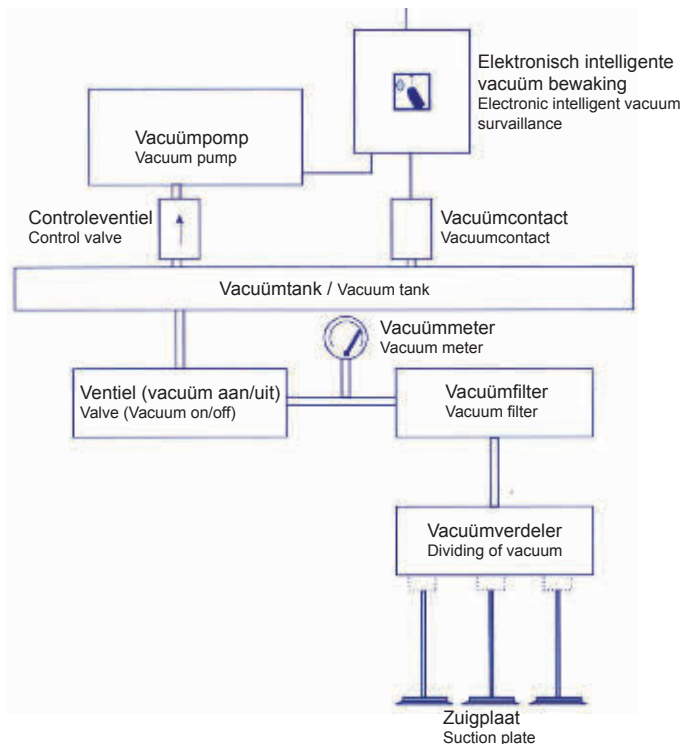 Elektronisch intelligente
vacuüm bewaking
Electronic intelligent vacuum
survaillance
Vacuümpomp
Vacuum pump
Controleventiel
Control valve
Vacuümcontact
Vacuumcontact
Vacuümtank / Vacuum tank
Vacuümmeter
Vacuum meter
Ventiel (vacuüm aan/uit)
Valve (Vacuum on/off)
Vacuümfilter
Vacuum filter
Vacuümverdeler
Dividing of vacuum
Zuigplaat
Suction plate